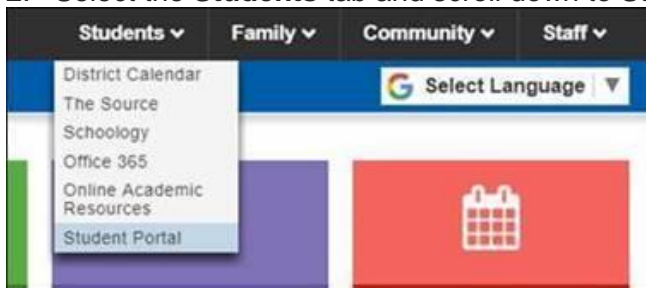 2. Select the Students tab and scroll down to S
Students Family Community Staff
District Calendar
Select Language
The Source
Schoology
Office 365
Online Academic
Resources
Student Portal